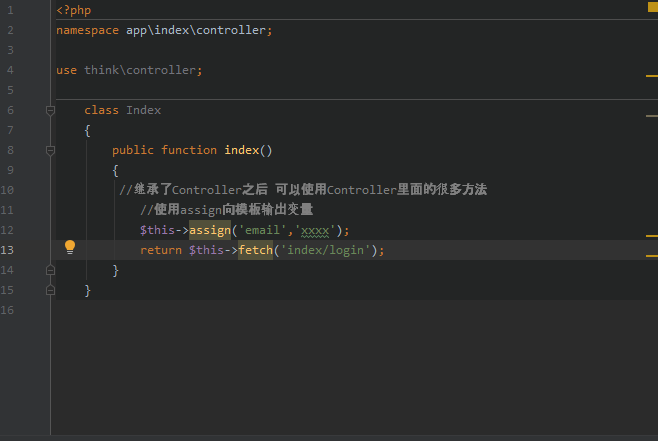 1 <?php
2 namespace app\index\controller;
3
4 use think\controller;
5
6 class Index
7 {
8 public function index()
9 {
10 //继承了Controller之后 可以使用Controller里面的很多方法
11 //使用assign向模板输出变量
12 $this->assign('email','xxxx');
13 return $this->fetch('index/login');
14 }
15 }
16